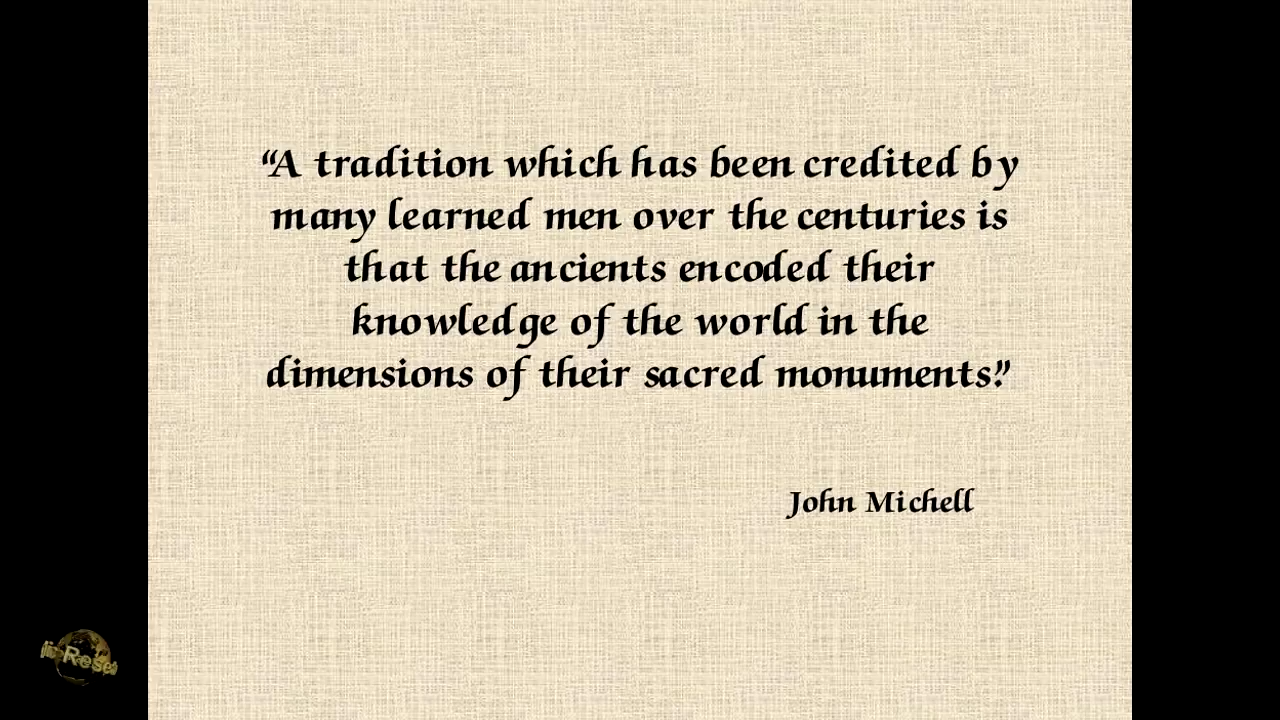 “A tradition which has been credited by
many learned men over the centuries is
that the ancients encoded their
knowledge of the world in the
dimensions of their sacred monuments.”
John Michell